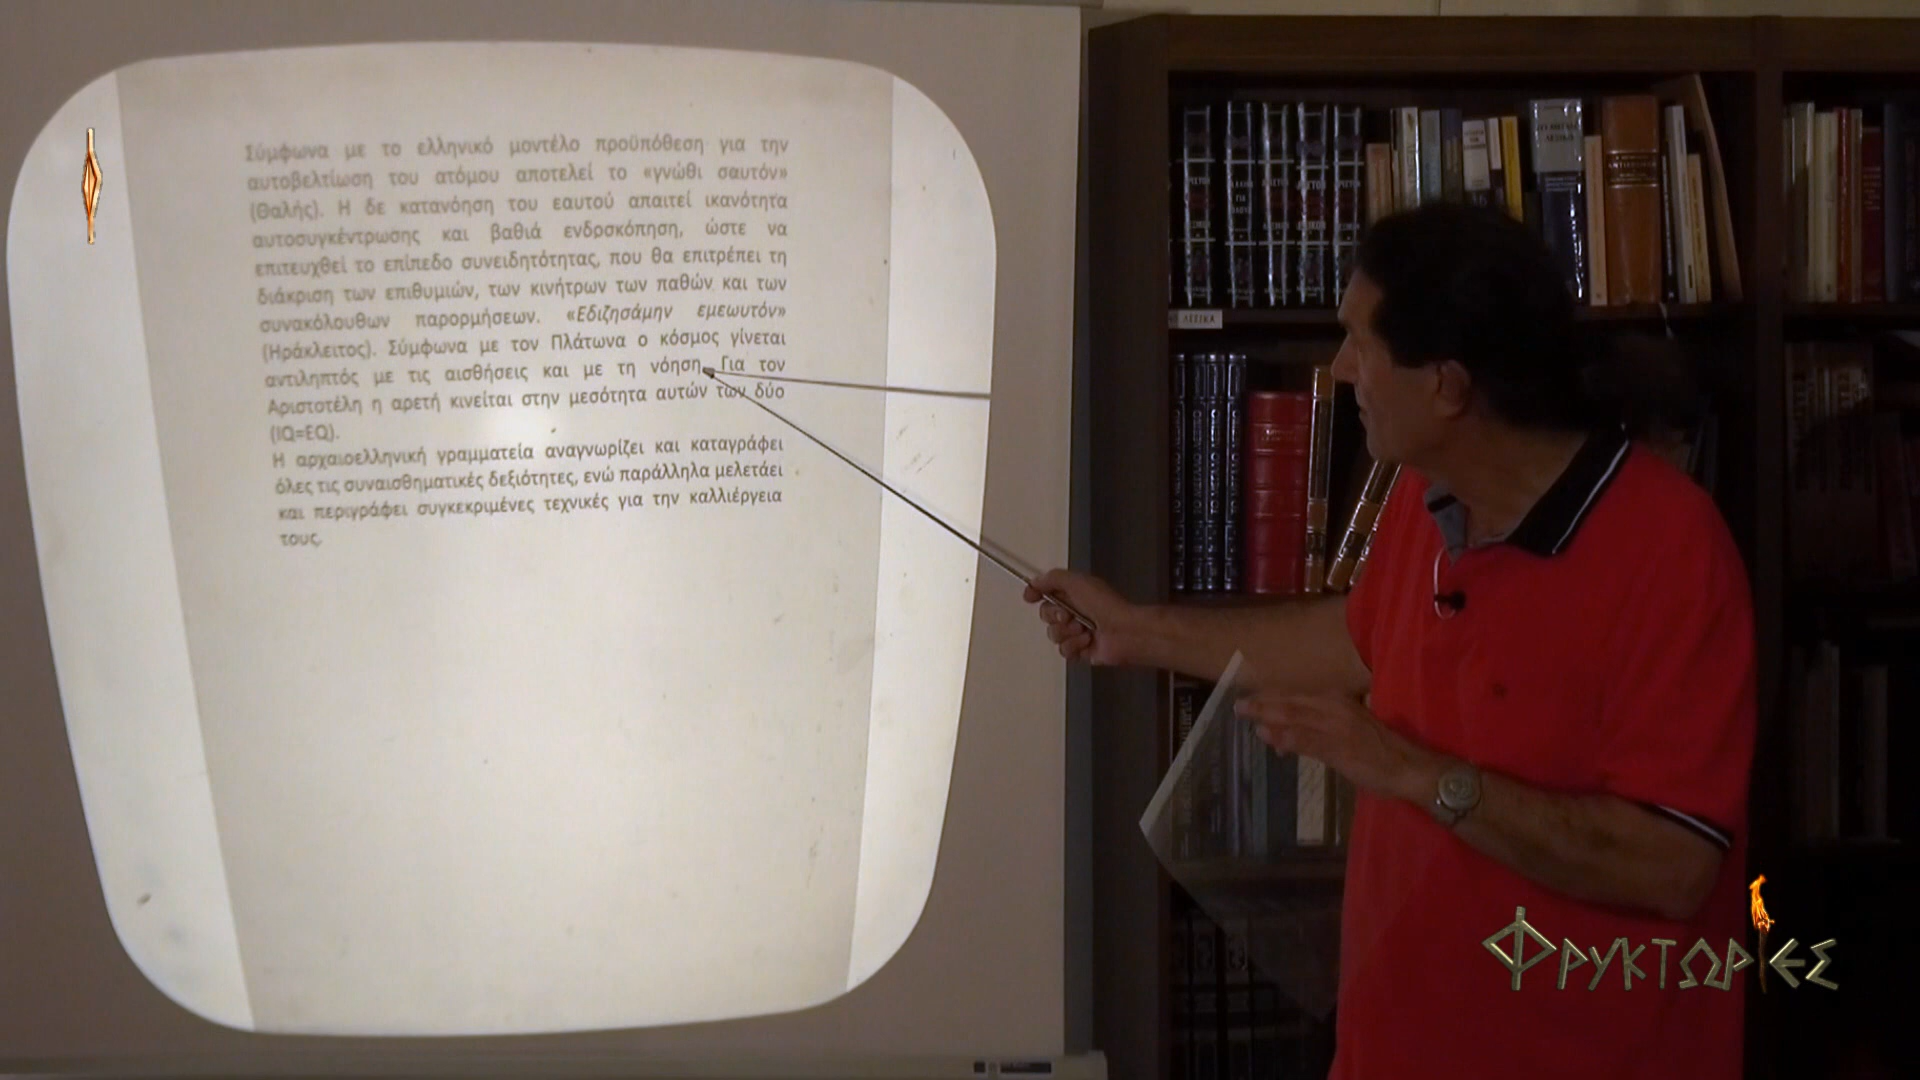 Σύμφωνα με το ελληνικό μοντέλο προϋπόθεση για την
αυτοβελτίωση του ατόμου αποτελεί το «γνώθι σαυτόν»
(Θαλής). Η δε κατανόηση του εαυτού απαιτεί ικανότητα
αυτοσυγκέντρωσης και βαθιά ενδοσκόπηση, ώστε να
επιτευχθεί το επίπεδο συνειδητότητας, που θα επιτρέπει τη
διάκριση των επιθυμιών, των κινήτρων των παθών και των
συνακόλουθων παρορμήσεων. «Εδιζησάμην εμεωυτόν»
(Ηράκλειτος). Σύμφωνα με τον Πλάτωνα ο κόσμος γίνεται
αντιληπτός με τις αισθήσεις και με τη νόηση. Για τον
Αριστοτέλη η αρετή κινείται στην μεσότητα αυτών των δύο
(IQ=EQ).
Η αρχαιοελληνική γραμματεία αναγνωρίζει και καταγράφει
όλες τις συναισθηματικές δεξιότητες, ενώ παράλληλα μελετάει
και περιγράφει συγκεκριμένες τεχνικές για την καλλιέργεια
τους.
ΛΕΞΙΚΑ
ΦΡΥΚΤΩΡΙΕΣ